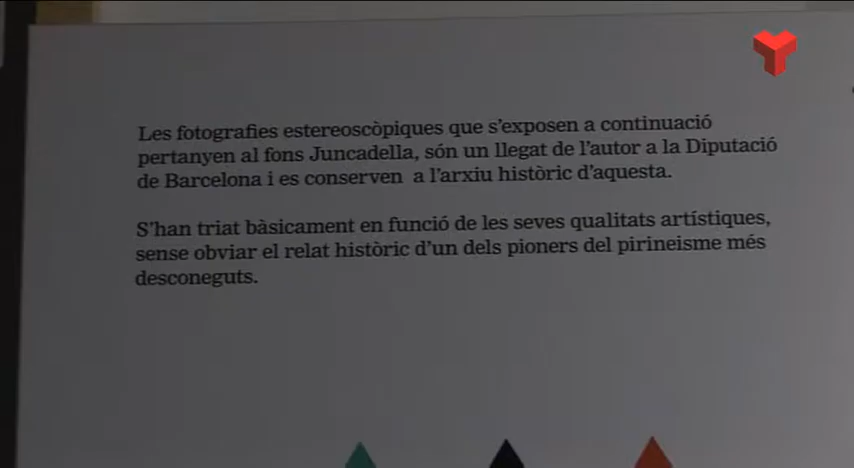 Les fotografies estereoscòpiques que s'exposen a continuació
pertanyen al fons Juncadella, són un llegat de l'autor a la Diputació
de Barcelona i es conserven a l'arxiu històric d'aquesta.
S'han triat bàsicament en funció de les seves qualitats artístiques,
sense obviar el relat històric d'un dels pioners del pirineisme més
desconeguts.